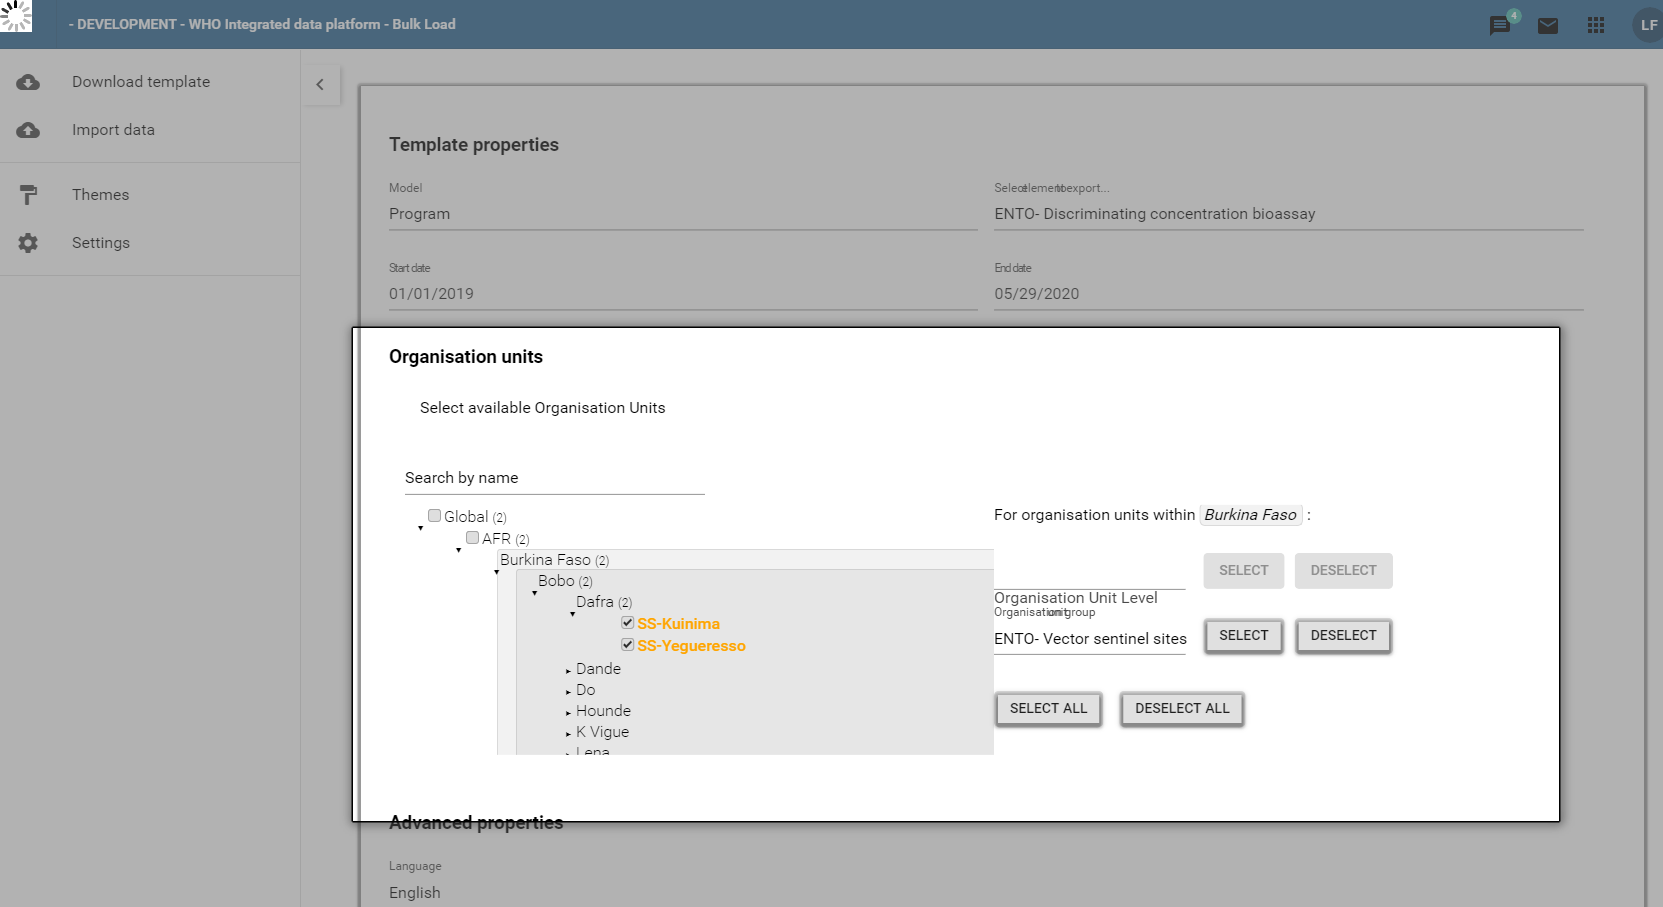 - DEVELOPMENT - WHO Integrated data platform - Bulk Load
4
LF
Download template
Import data
Themes
Settings
Template properties
Model
Program
Select element to export...
ENTO- Discriminating concentration bioassay
Start date
01/01/2019
End date
05/29/2020
Organisation units
Select available Organisation Units
Search by name
Global (2)
AFR (2)
Burkina Faso (2)
Bobo (2)
Dafra (2)
SS-Kuinima
SS-Yegueresso
Dande
Do
Hounde
K Vigue
Lena
For organisation units within Burkina Faso :
SELECT
DESELECT
Organisation Unit Level
Organisation unit group
ENTO- Vector sentinel sites
SELECT
DESELECT
SELECT ALL
DESELECT ALL
Advanced properties
Language
English